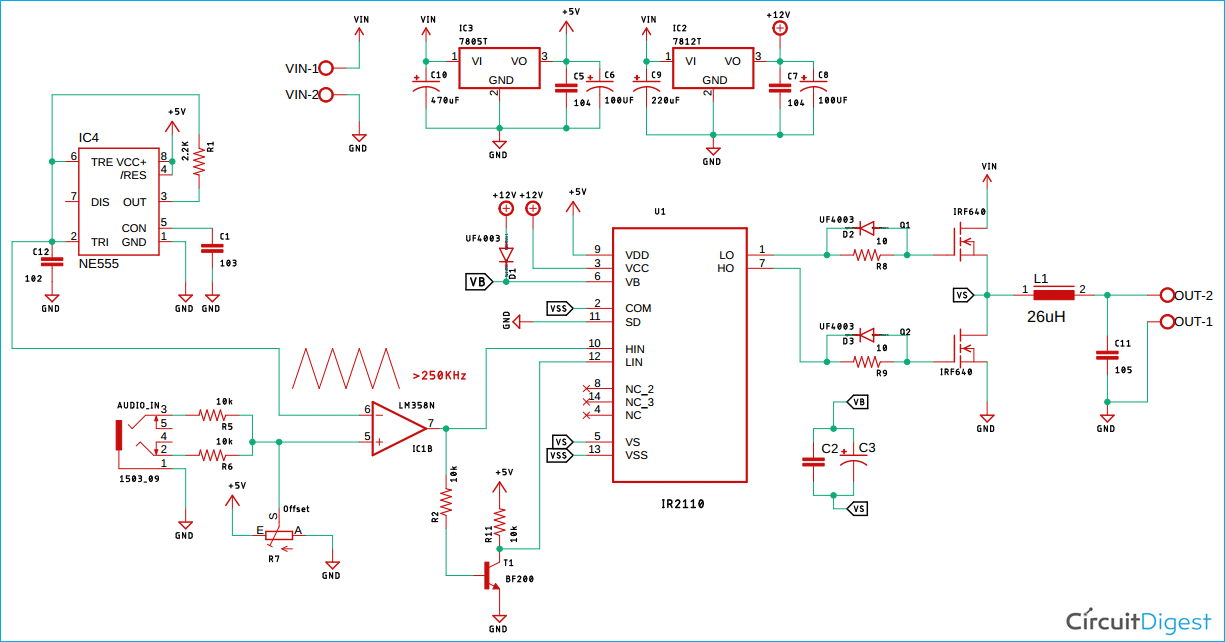 VIN
VIN-1
VIN-2
GND
VIN
IC3
7805T
1 VI VO 3
GND
2
+5V
C10
470uF
C5
104
C6
100UF
GND
VIN
IC2
7812T
1 VI VO 3
GND
2
+12V
C9
220uF
C7
104
C8
100UF
GND
+5V
IC4
2.2K
R1
6 TRE VCC+ 8
/RES 4
7 DIS OUT 3
CON 5
2 TRI GND 1
NE555
C12
102
GND
C1
103
GND GND
+12V +12V
+5V
UF4003
D1
VB
U1
9 VDD
3 VCC
6 VB
VSS 2 COM
GND 11 SD
10 HIN
12 LIN
8 NC_2
14 NC_3
4 NC
VS 5 VS
VSS 13 VSS
LO 1
HO 7
IR2110
UF4003
D2
10
R8
Q1
IRF640
VIN
VS
UF4003
D3
10
R9
Q2
IRF640
GND
L1
1 2
26uH
OUT-2
OUT-1
C11
105
GND
VB
C2 C3
VS
>250KHz
LM358N
6
5
7
IC1B
AUDIO_IN
3
5
4
2
1
1503_09
10k
R5
10k
R6
GND
+5V
Offset
S
E A
R7
GND
10k
R2
+5V
R11
10k
T1
BF200
GND
CircuitDigest